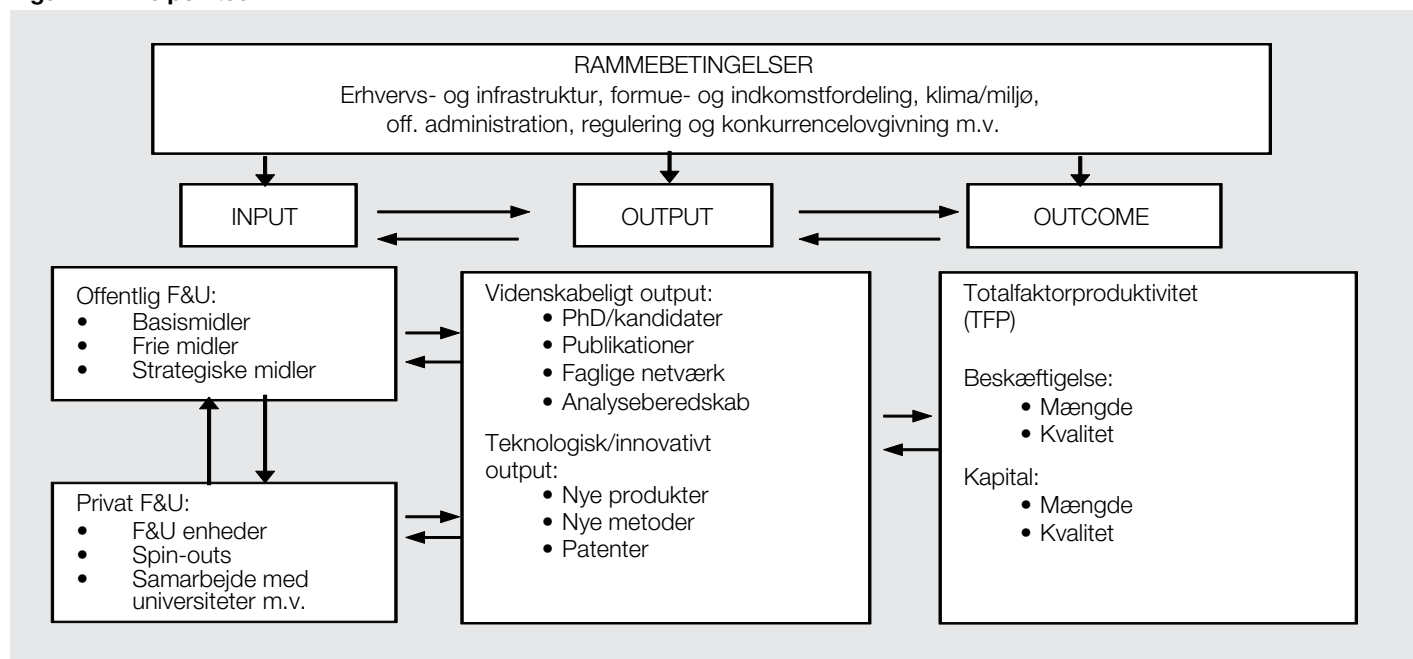 RAMMEBETINGELSER
Erhvervs- og infrastruktur, formue- og indkomstfordeling, klima/miljø,
off. administration, regulering og konkurrencelovgivning m.v.
INPUT
OUTPUT
OUTCOME
Offentlig F&U:
• Basismidler
• Frie midler
• Strategiske midler
Privat F&U:
• F&U enheder
• Spin-outs
• Samarbejde med
universiteter m.v.
Videnskabeligt output:
• PhD/kandidater
• Publikationer
• Faglige netværk
• Analyseberedskab
Teknologisk/innovativt
output:
• Nye produkter
• Nye metoder
• Patenter
Totalfaktorproduktivitet
(TFP)
Beskæftigelse:
• Mængde
• Kvalitet
Kapital:
• Mængde
• Kvalitet